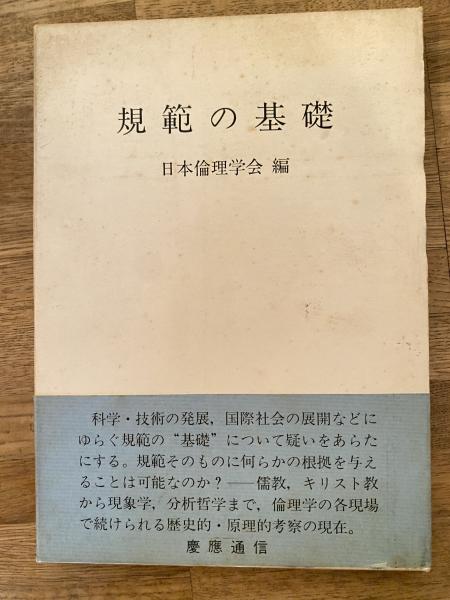 規範の基礎
日本倫理学会 編
科学・技術の発展，国際社会の展開などに
ゆらぐ規範の“基礎”について疑いをあらた
にする。規範そのものに何らかの根拠を与え
ることは可能なのか？――儒教，キリスト教
から現象学，分析哲学まで，倫理学の各現場
で続けられる歴史的・原理的考察の現在。
慶應通信